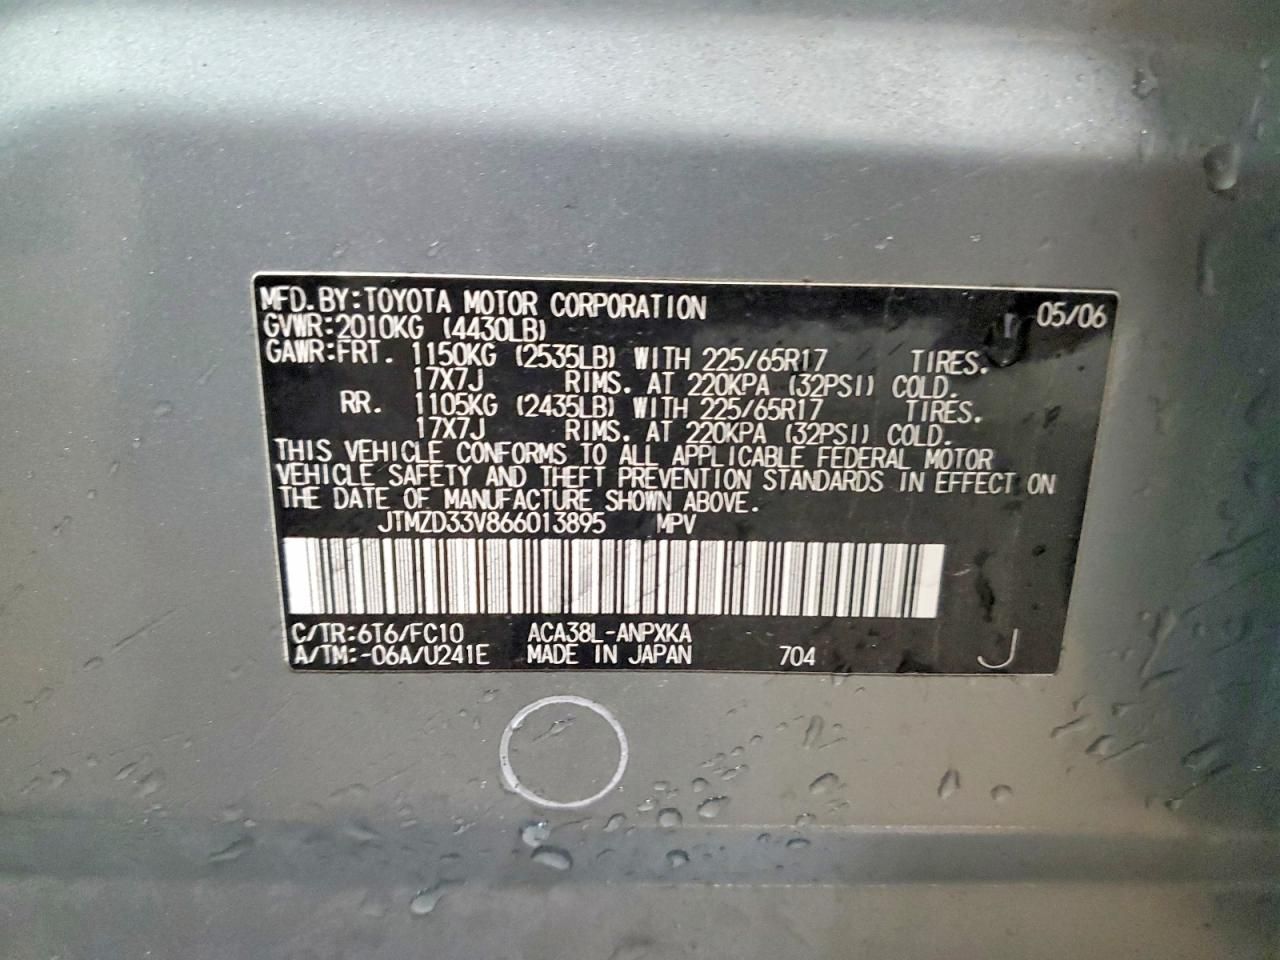 MFD.BY:TOYOTA MOTOR CORPORATION 05/06
GVWR:2010KG (4430LB)
GAWR:FRT. 1150KG (2535LB) WITH 225/65R17 TIRES.
17X7J RIMS. AT 220KPA (32PSI) COLD.
RR. 1105KG (2435LB) WITH 225/65R17 TIRES.
17X7J RIMS. AT 220KPA (32PSI) COLD.
THIS VEHICLE CONFORMS TO ALL APPLICABLE FEDERAL MOTOR
VEHICLE SAFETY AND THEFT PREVENTION STANDARDS IN EFFECT ON
THE DATE OF MANUFACTURE SHOWN ABOVE.
JTMZD33V866013895 MPV
C/TR:6T6/FC10 ACA38L-ANPXKA
A/TM:-06A/U241E MADE IN JAPAN 704 J